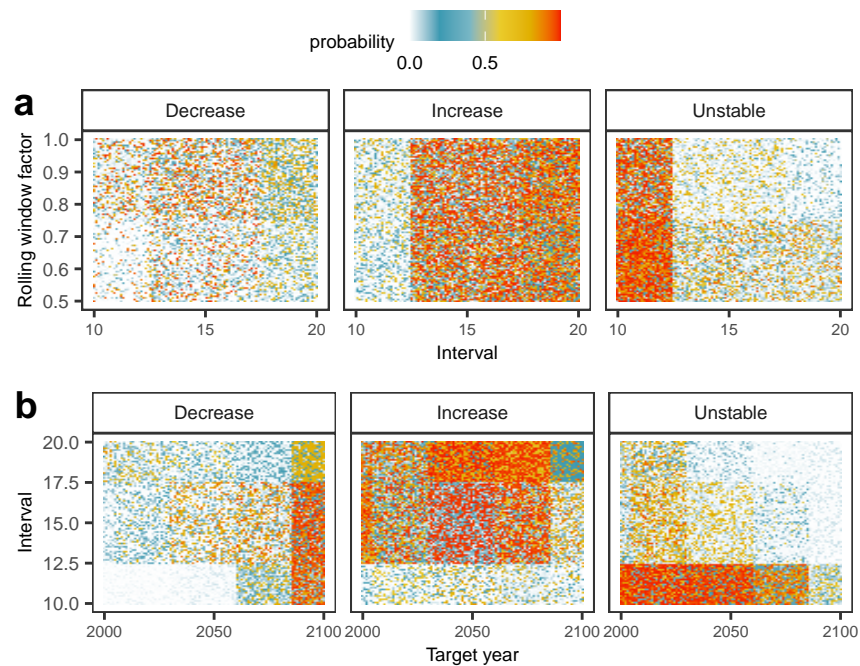 probability
0.0 0.5
a
Decrease Increase Unstable
Rolling window factor
1.0
0.9
0.8
0.7
0.6
0.5
10 15 20 10 15 20 10 15 20
Interval
b
Decrease Increase Unstable
Interval
20.0
17.5
15.0
12.5
10.0
2000 2050 2100 2000 2050 2100 2000 2050 2100
Target year